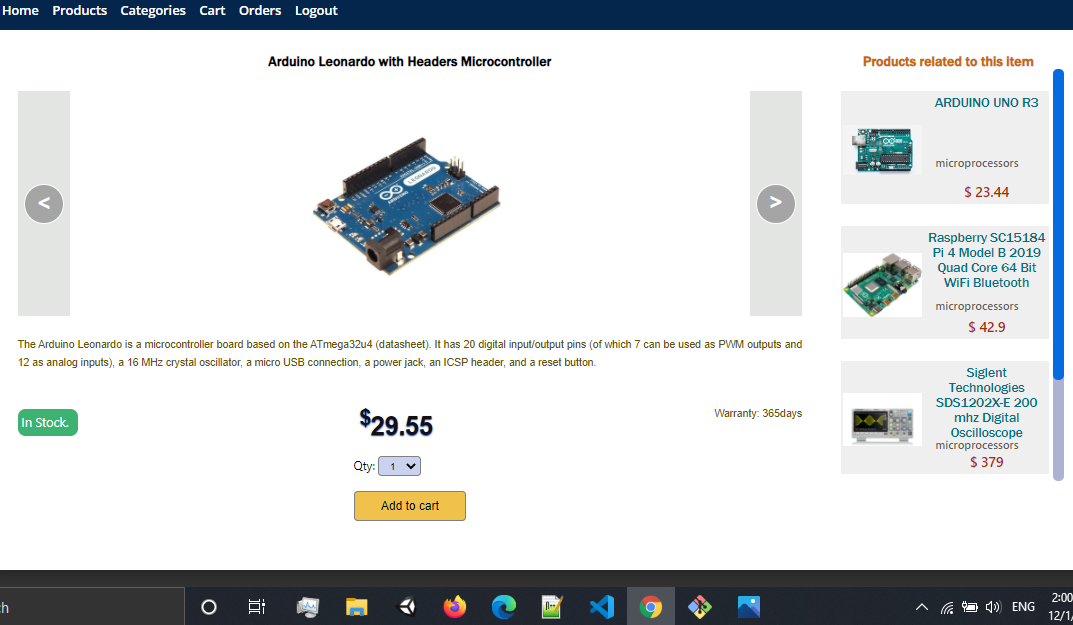 Home Products Categories Cart Orders Logout
Arduino Leonardo with Headers Microcontroller
<
>
The Arduino Leonardo is a microcontroller board based on the ATmega32u4 (datasheet). It has 20 digital input/output pins (of which 7 can be used as PWM outputs and
12 as analog inputs), a 16 MHz crystal oscillator, a micro USB connection, a power jack, an ICSP header, and a reset button.
In Stock.
$29.55
Warranty: 365days
Qty: 1
Add to cart
Products related to this item
ARDUINO UNO R3
microprocessors
$ 23.44
Raspberry SC15184
Pi 4 Model B 2019
Quad Core 64 Bit
WiFi Bluetooth
microprocessors
$ 42.9
Siglent
Technologies
SDS1202X-E 200
mhz Digital
Oscilloscope
microprocessors
$ 379
ENG
2:00
12/1/